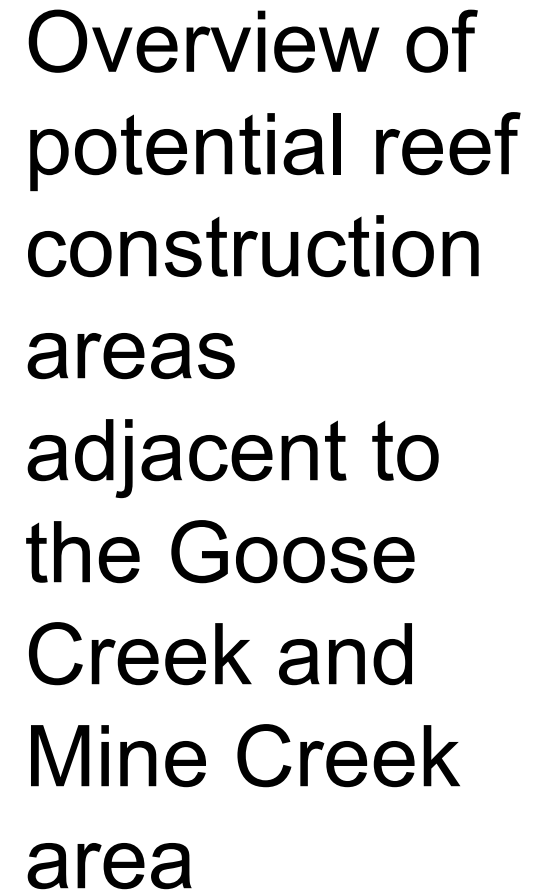 Overview of
potential reef
construction
areas
adjacent to
the Goose
Creek and
Mine Creek
area